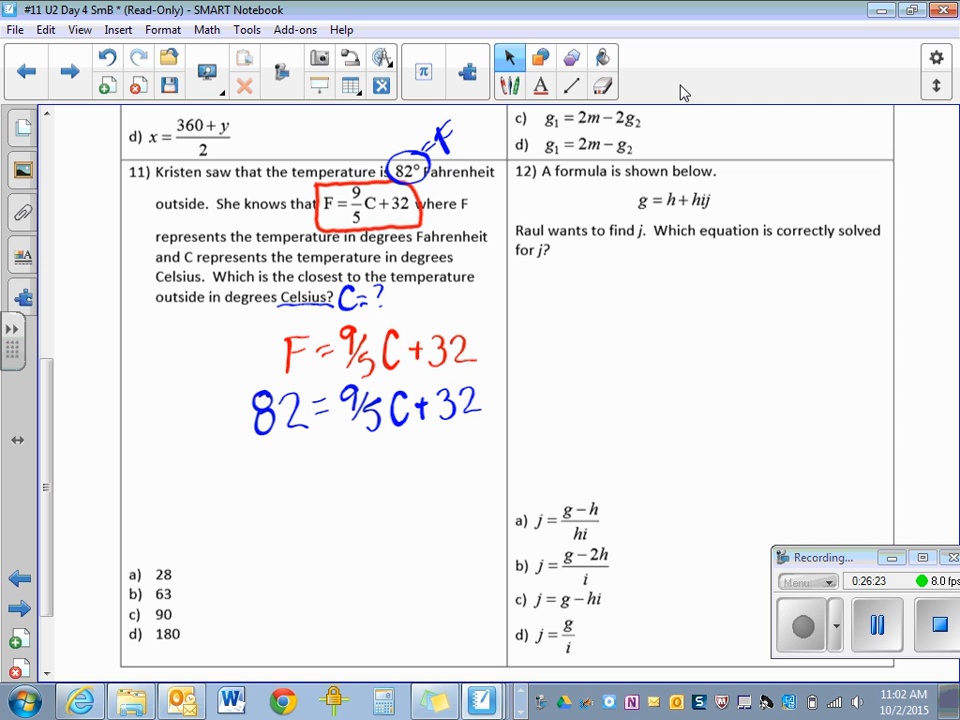 #11 U2 Day 4 SmB * (Read-Only) - SMART Notebook
File Edit View Insert Format Math Tools Add-ons Help
d) x = (360 + y)/2
c) g₁ = 2m − 2g₂
d) g₁ = 2m − g₂
= F
11) Kristen saw that the temperature is 82° Fahrenheit
outside. She knows that F = 9/5 C + 32 where F
represents the temperature in degrees Fahrenheit
and C represents the temperature in degrees
Celsius. Which is the closest to the temperature
outside in degrees Celsius? C = ?
F = 9/5 C + 32
82 = 9/5 C + 32
a) 28
b) 63
c) 90
d) 180
12) A formula is shown below.
g = h + hij
Raul wants to find j. Which equation is correctly solved
for j?
a) j = (g − h)/hi
b) j = (g − 2h)/i
c) j = g − hi
d) j = g/i
Recording...
Menu
0:26:23
8.0 fps
11:02 AM
10/2/2015